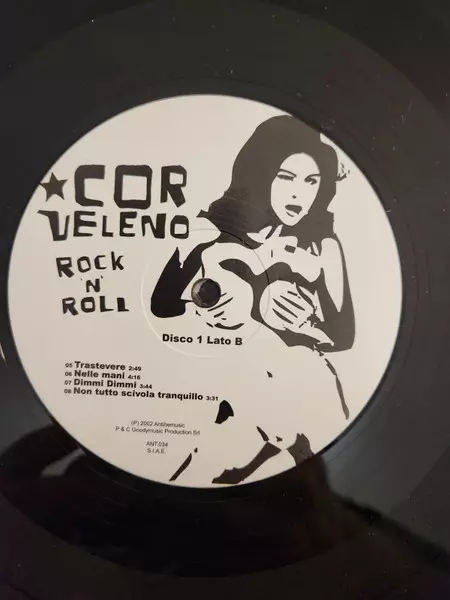 ★COR
VELENO
ROCK
'N'
ROLL
Disco 1 Lato B
05 Trastevere 2:49
06 Nelle mani 4:16
07 Dimmi Dimmi 3:44
08 Non tutto scivola tranquillo 3:31
(P) 2002 Antibemusic
P & C Goodymusic Production Srl
ANT.034
S.I.A.E.